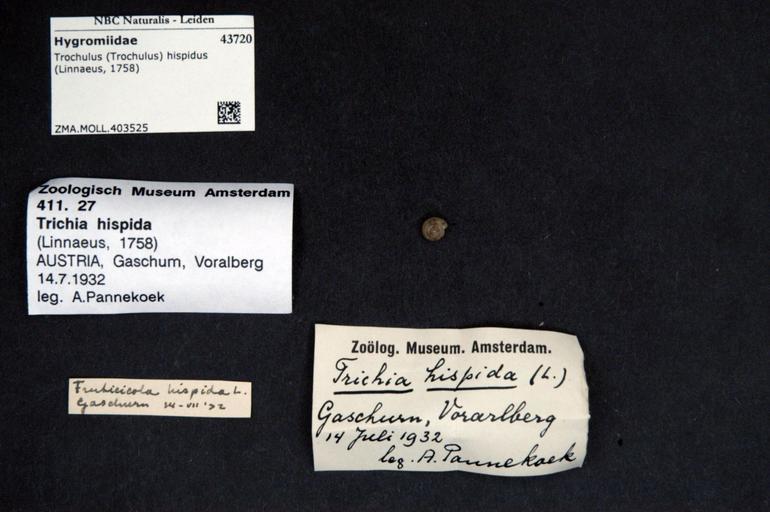 NBC Naturalis - Leiden
Hygromiidae 43720
Trochulus (Trochulus) hispidus
(Linnaeus, 1758)
ZMA.MOLL.403525
Zoologisch Museum Amsterdam
411. 27
Trichia hispida
(Linnaeus, 1758)
AUSTRIA, Gaschum, Voralberg
14.7.1932
leg. A.Pannekoek
Fruticicola hispida L.
Gaschurn 14-VII '32
Zoölog. Museum. Amsterdam.
Trichia hispida (L.)
Gaschurn, Vorarlberg
14 Juli 1932
leg. A. Pannekoek